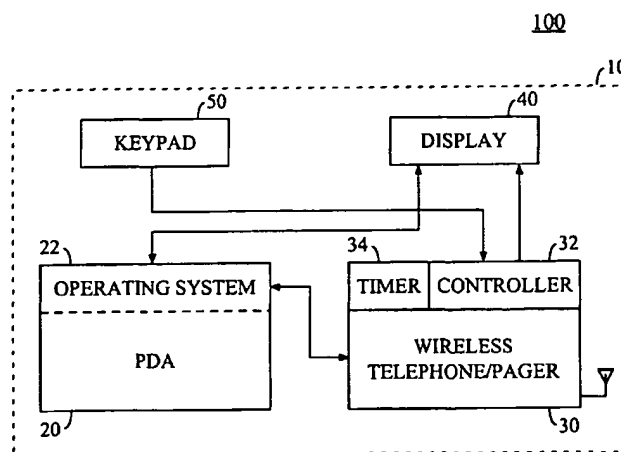 100
10
50
40
KEYPAD
DISPLAY
22
34
32
OPERATING SYSTEM
TIMER
CONTROLLER
PDA
WIRELESS
TELEPHONE/PAGER
20
30